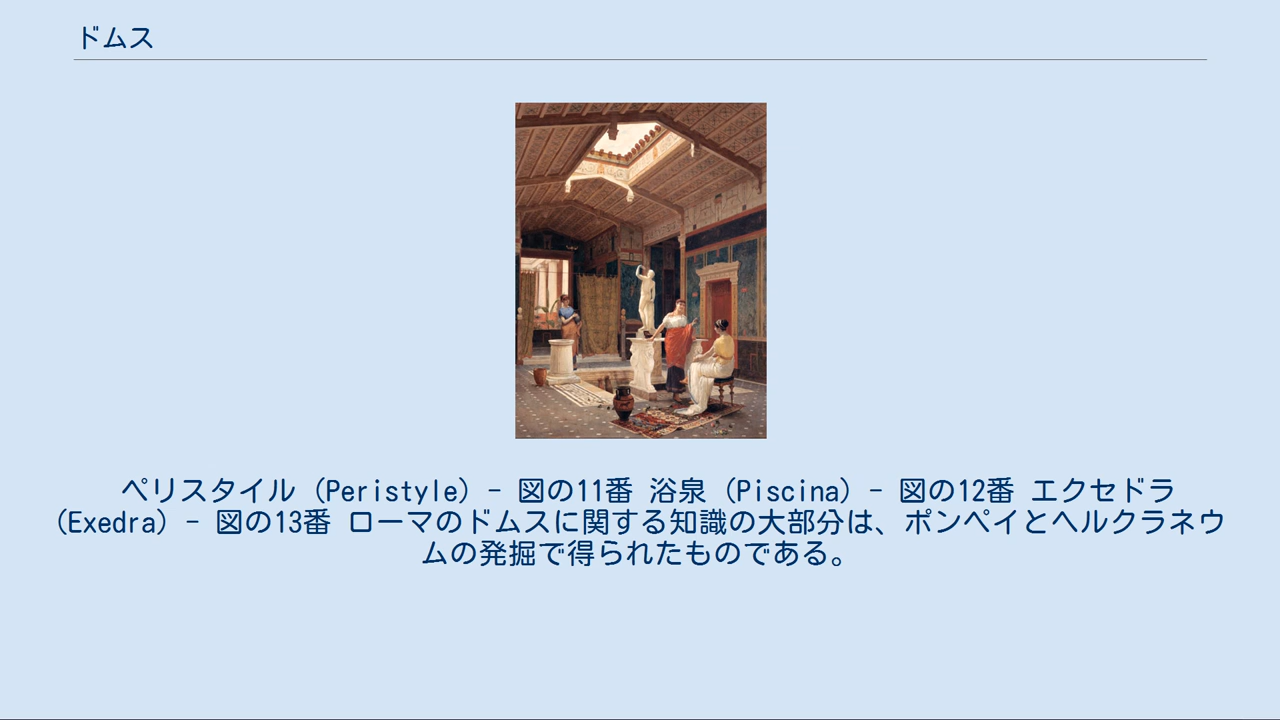 ドムス
ペリスタイル (Peristyle) - 図の11番 浴泉 (Piscina) - 図の12番 エクセドラ
(Exedra) - 図の13番 ローマのドムスに関する知識の大部分は、ポンペイとヘルクラネウ
ムの発掘で得られたものである。